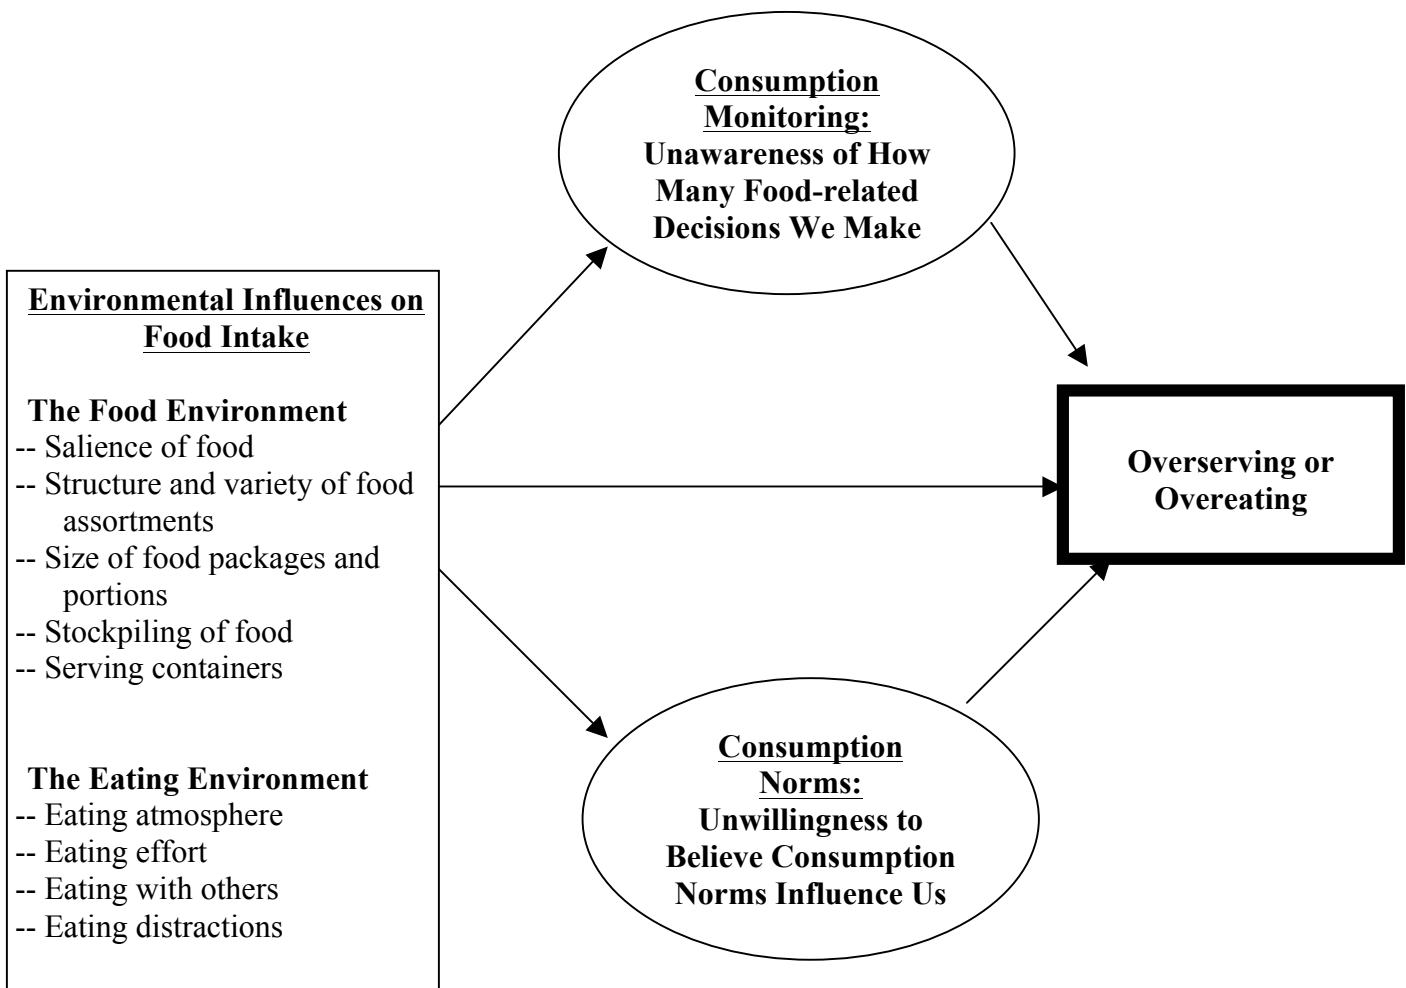 Consumption
Monitoring:
Unawareness of How
Many Food-related
Decisions We Make
Environmental Influences on
Food Intake
The Food Environment
-- Salience of food
-- Structure and variety of food
assortments
-- Size of food packages and
portions
-- Stockpiling of food
-- Serving containers
The Eating Environment
-- Eating atmosphere
-- Eating effort
-- Eating with others
-- Eating distractions
Overserving or
Overeating
Consumption
Norms:
Unwillingness to
Believe Consumption
Norms Influence Us